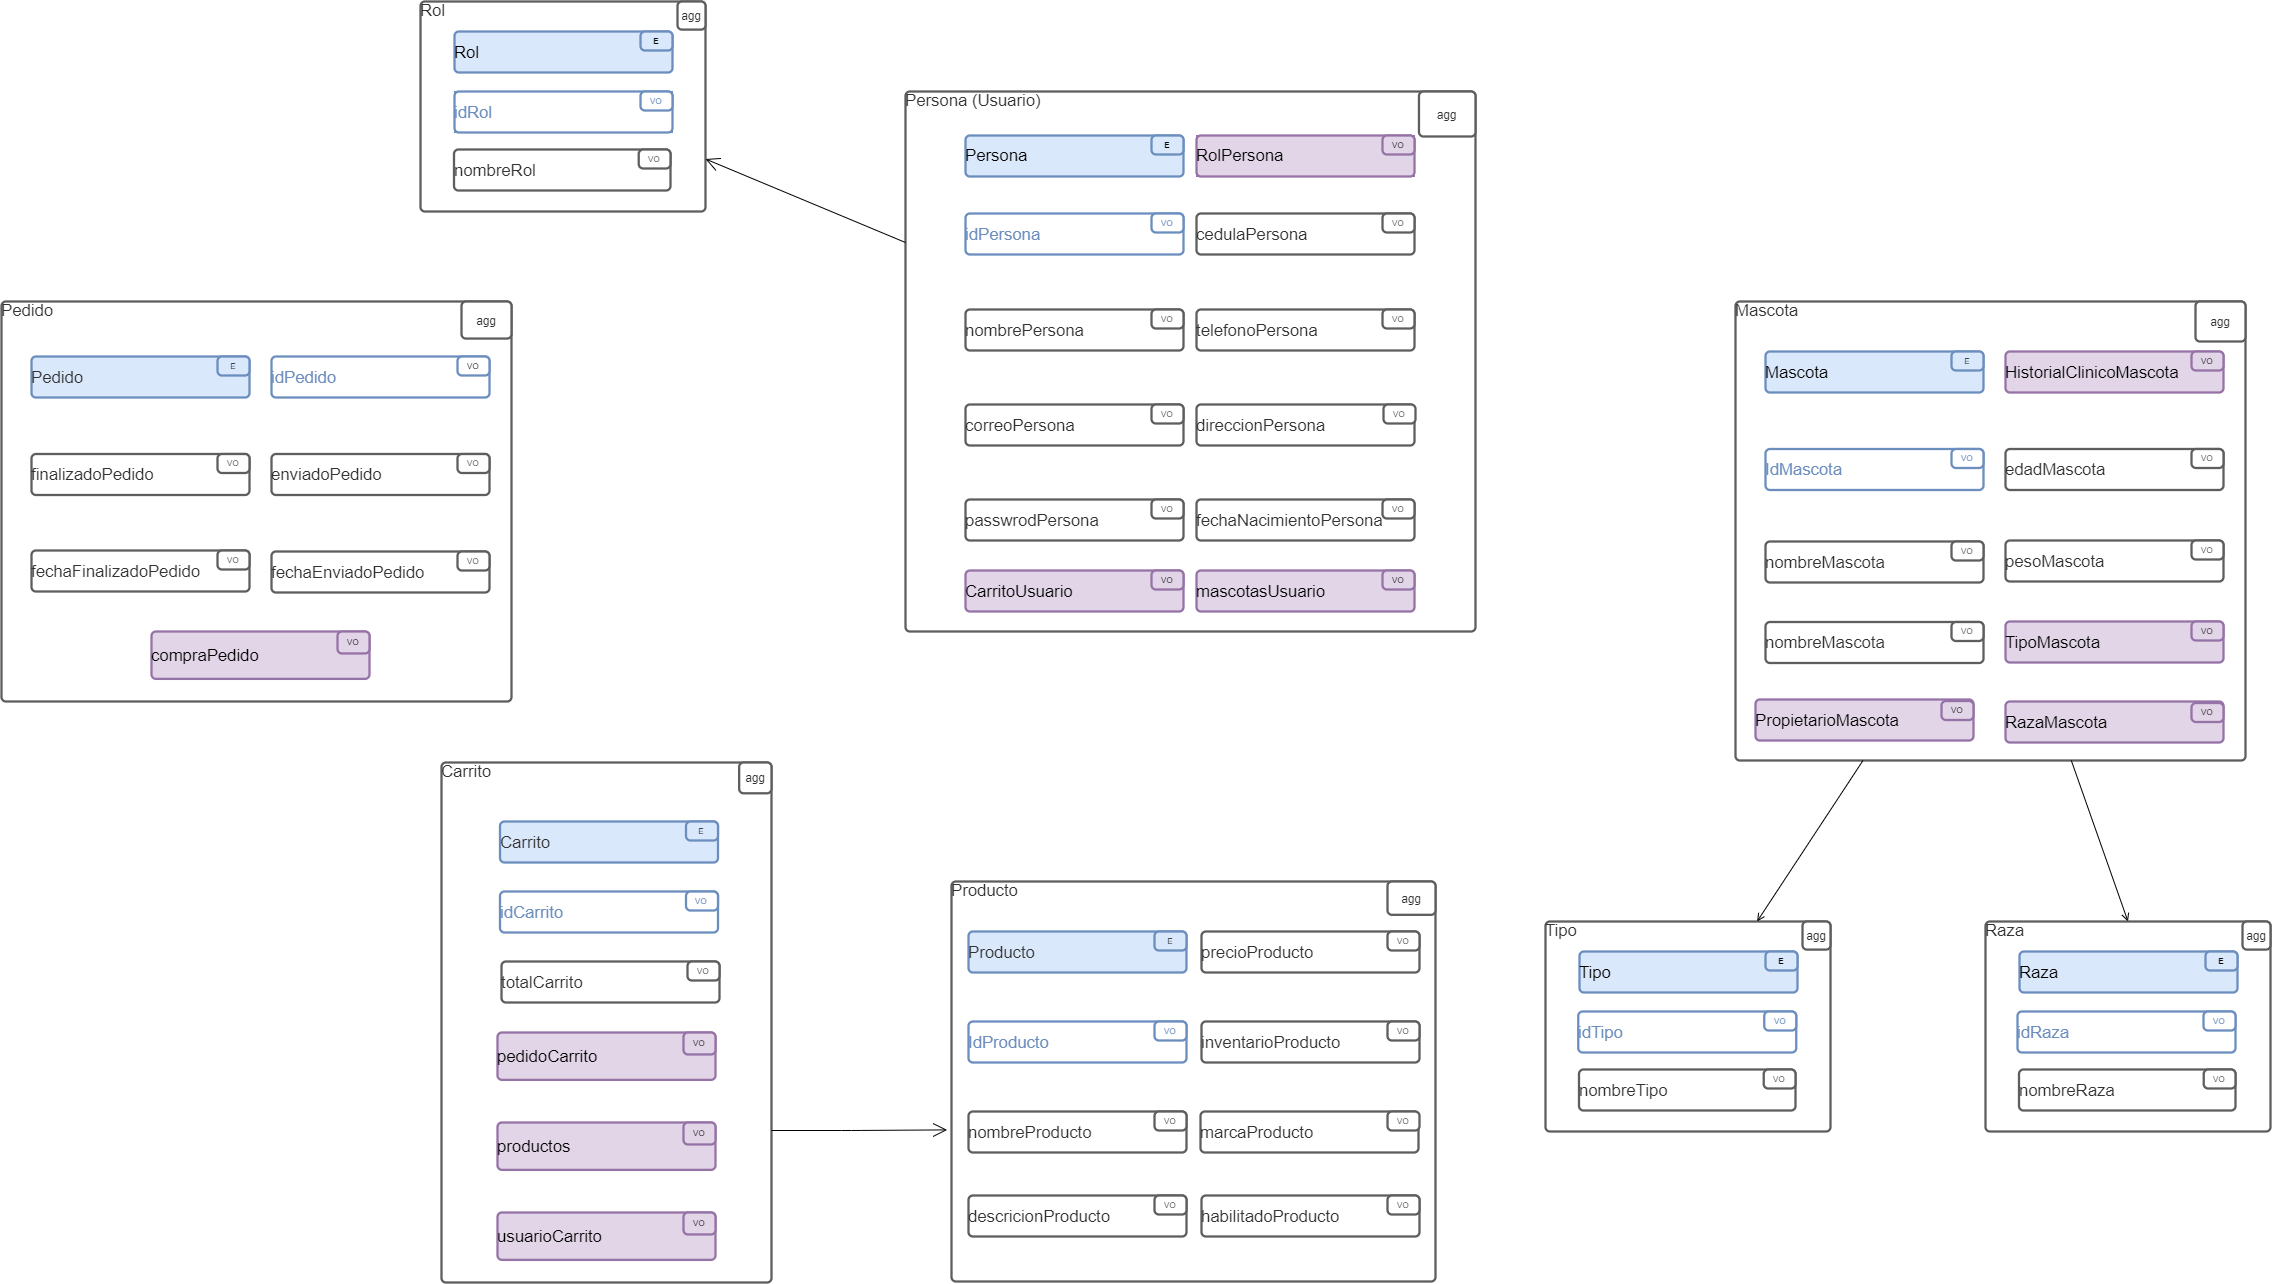 Rol
agg
Rol
E
idRol
VO
nombreRol
VO
Persona (Usuario)
agg
Persona
E
RolPersona
VO
idPersona
VO
cedulaPersona
VO
nombrePersona
VO
telefonoPersona
VO
correoPersona
VO
direccionPersona
VO
passwrodPersona
VO
fechaNacimientoPersona
VO
CarritoUsuario
VO
mascotasUsuario
VO
Pedido
agg
Pedido
E
idPedido
VO
finalizadoPedido
VO
enviadoPedido
VO
fechaFinalizadoPedido
VO
fechaEnviadoPedido
VO
compraPedido
VO
Mascota
agg
Mascota
E
HistorialClinicoMascota
VO
IdMascota
VO
edadMascota
VO
nombreMascota
VO
pesoMascota
VO
nombreMascota
VO
TipoMascota
VO
PropietarioMascota
VO
RazaMascota
VO
Carrito
agg
Carrito
E
idCarrito
VO
totalCarrito
VO
pedidoCarrito
VO
productos
VO
usuarioCarrito
VO
Producto
agg
Producto
E
precioProducto
VO
IdProducto
VO
inventarioProducto
VO
nombreProducto
VO
marcaProducto
VO
descricionProducto
VO
habilitadoProducto
VO
Tipo
agg
Tipo
E
idTipo
VO
nombreTipo
VO
Raza
agg
Raza
E
idRaza
VO
nombreRaza
VO